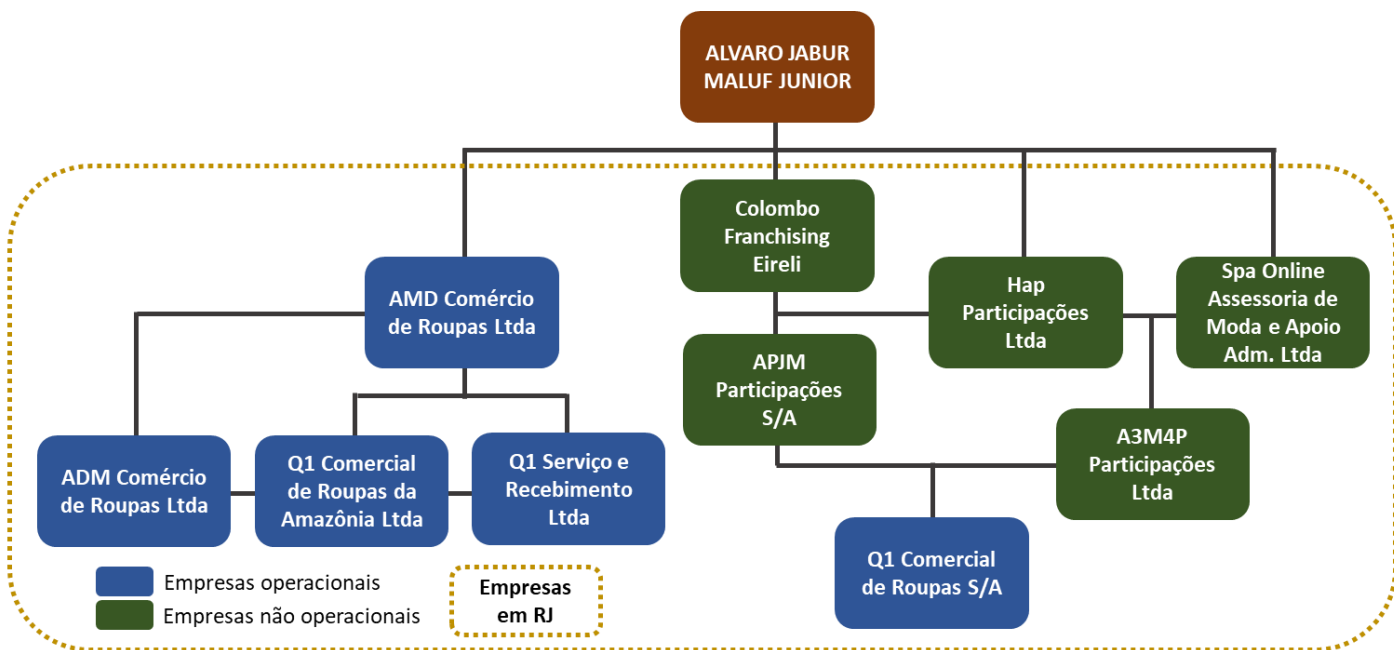 ALVARO JABUR
MALUF JUNIOR
Colombo
Franchising
Eireli
AMD Comércio
de Roupas Ltda
Hap
Participações
Ltda
Spa Online
Assessoria de
Moda e Apoio
Adm. Ltda
APJM
Participações
S/A
A3M4P
Participações
Ltda
ADM Comércio
de Roupas Ltda
Q1 Comercial
de Roupas da
Amazônia Ltda
Q1 Serviço e
Recebimento
Ltda
Q1 Comercial
de Roupas S/A
Empresas operacionais
Empresas não operacionais
Empresas
em RJ